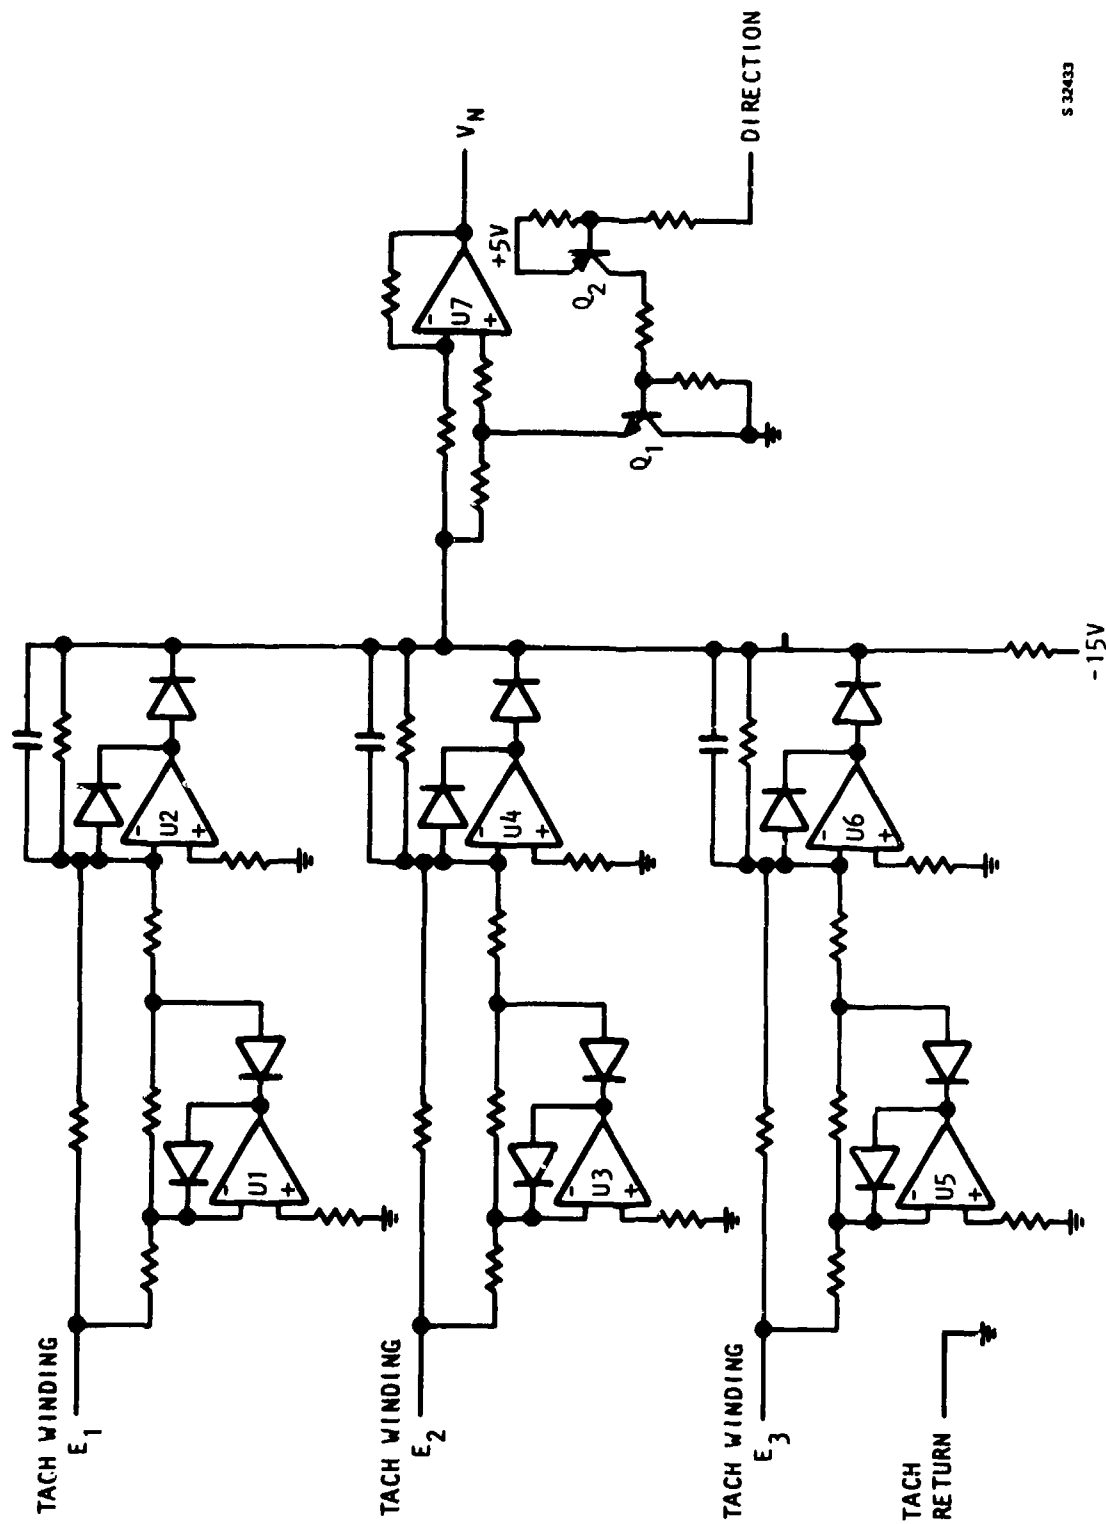 TACH WINDING
E1
TACH WINDING
E2
TACH WINDING
E3
TACH
RETURN
-
U1
+
-
U2
+
-
U3
+
-
U4
+
-
U5
+
-
U6
+
-15V
-
U7
+
VN
+5V
Q2
Q1
DIRECTION
S 32433